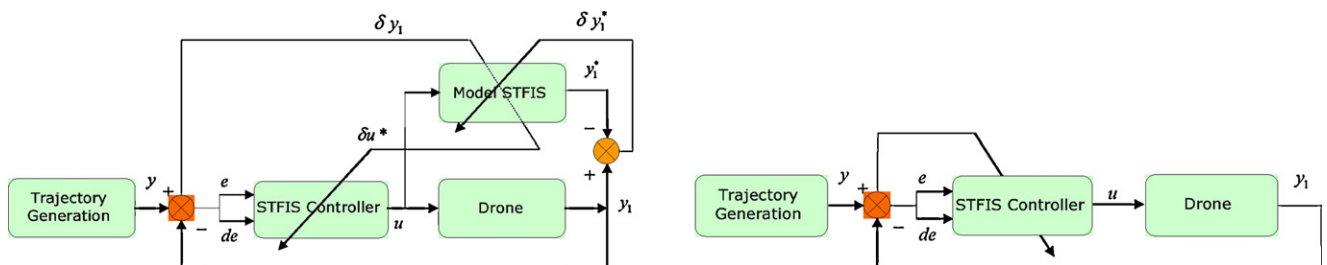 δ y₁
δ y₁*
Model STFIS
y₁*
−
δu*
+
Trajectory
Generation
y
+
−
e
de
STFIS Controller
u
Drone
y₁
Trajectory
Generation
y
+
−
e
de
STFIS Controller
u
Drone
y₁